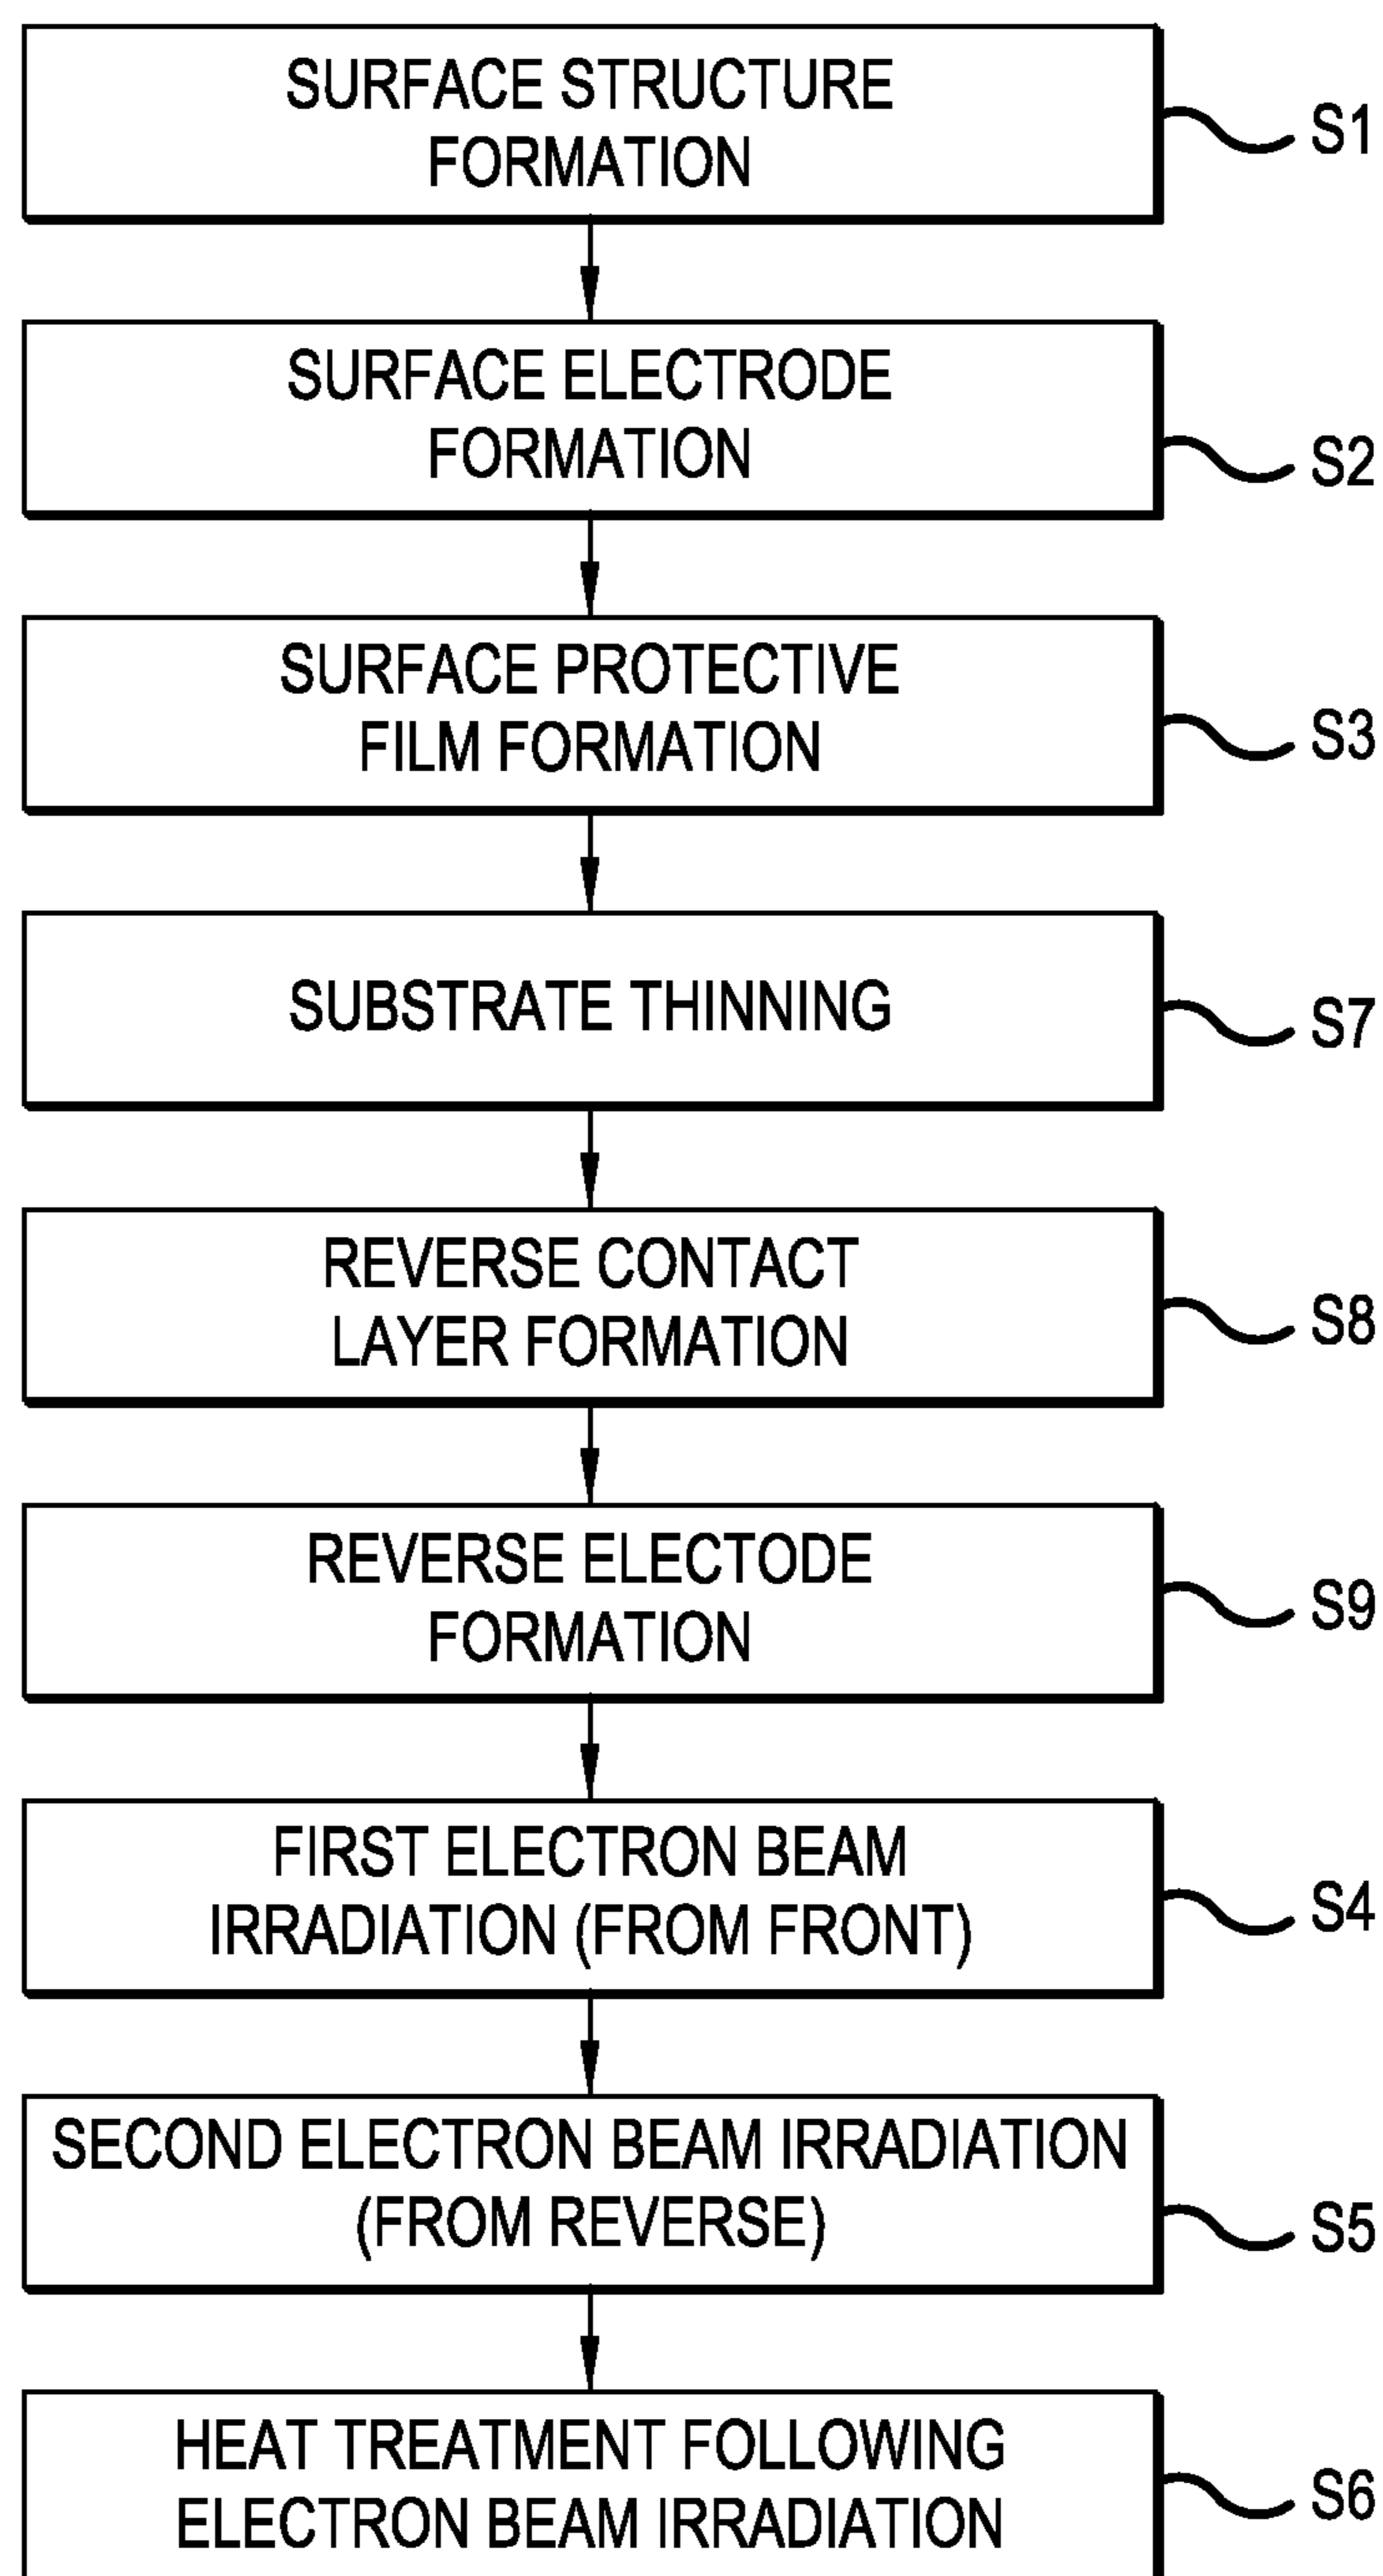 SURFACE STRUCTURE
FORMATION
S1
SURFACE ELECTRODE
FORMATION
S2
SURFACE PROTECTIVE
FILM FORMATION
S3
SUBSTRATE THINNING
S7
REVERSE CONTACT
LAYER FORMATION
S8
REVERSE ELECTODE
FORMATION
S9
FIRST ELECTRON BEAM
IRRADIATION (FROM FRONT)
S4
SECOND ELECTRON BEAM IRRADIATION
(FROM REVERSE)
S5
HEAT TREATMENT FOLLOWING
ELECTRON BEAM IRRADIATION
S6